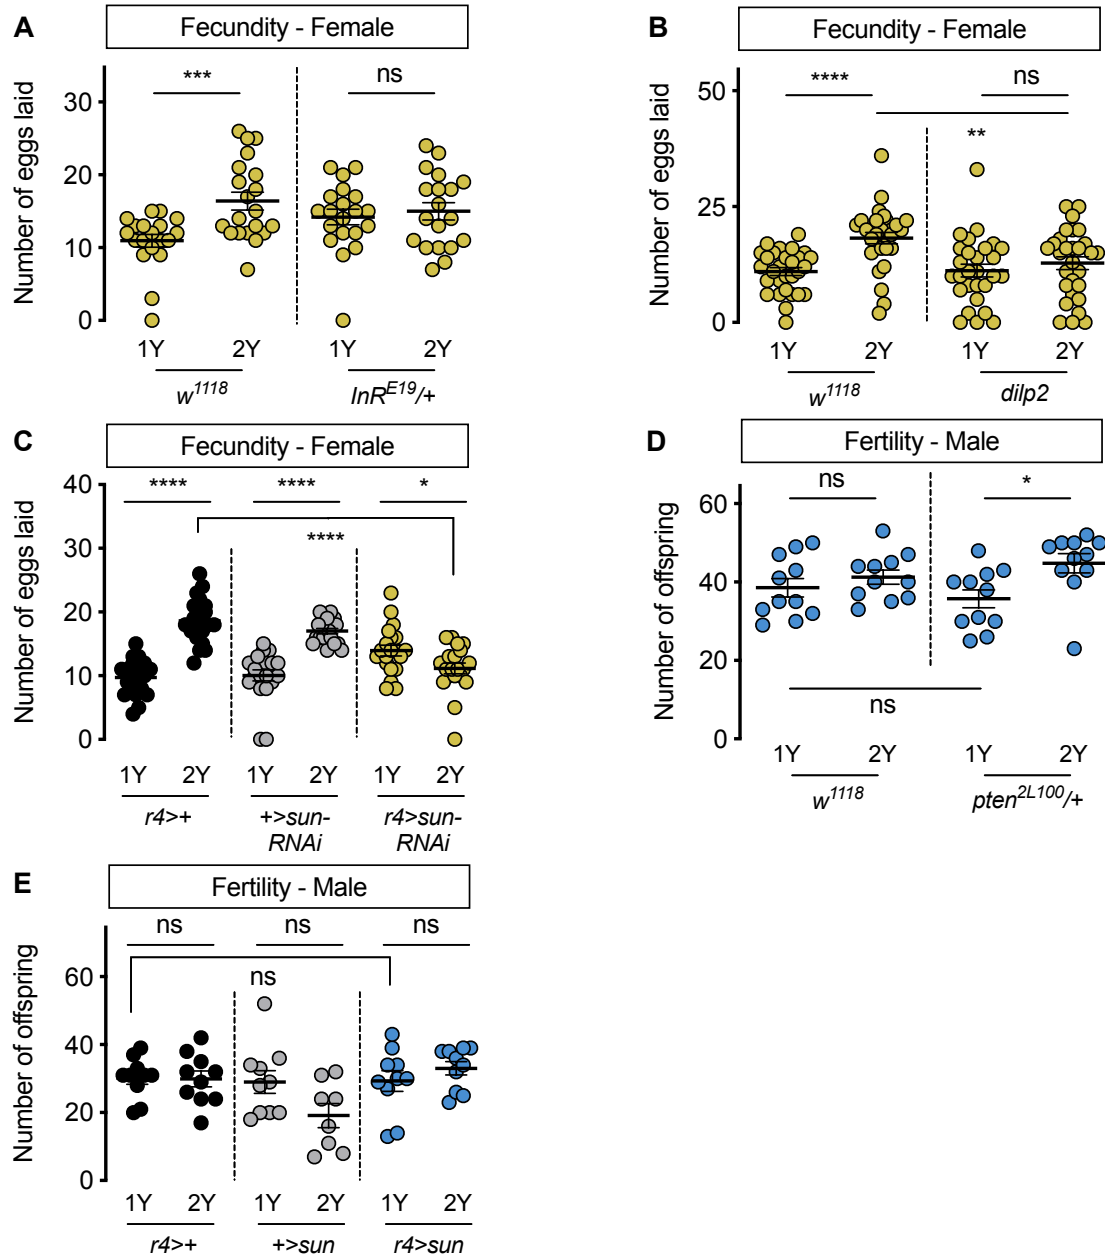 A
Fecundity - Female
Number of eggs laid
30
20
10
0
***
ns
1Y
2Y
1Y
2Y
w1118
InRE19/+
B
Fecundity - Female
Number of eggs laid
50
25
0
****
ns
**
1Y
2Y
1Y
2Y
w1118
dilp2
C
Fecundity - Female
Number of eggs laid
40
30
20
10
0
****
****
*
****
1Y
2Y
1Y
2Y
1Y
2Y
r4>+
+>sun-
RNAi
r4>sun-
RNAi
D
Fertility - Male
Number of offspring
60
40
20
0
ns
*
ns
1Y
2Y
1Y
2Y
w1118
pten2L100/+
E
Fertility - Male
Number of offspring
60
40
20
0
ns
ns
ns
ns
1Y
2Y
1Y
2Y
1Y
2Y
r4>+
+>sun
r4>sun